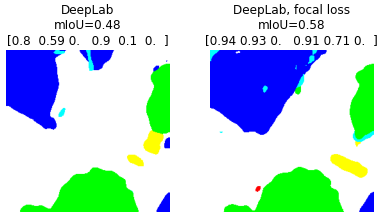 DeepLab
mIoU=0.48
[0.8 0.59 0. 0.9 0.1 0. ]
DeepLab, focal loss
mIoU=0.58
[0.94 0.93 0. 0.91 0.71 0. ]